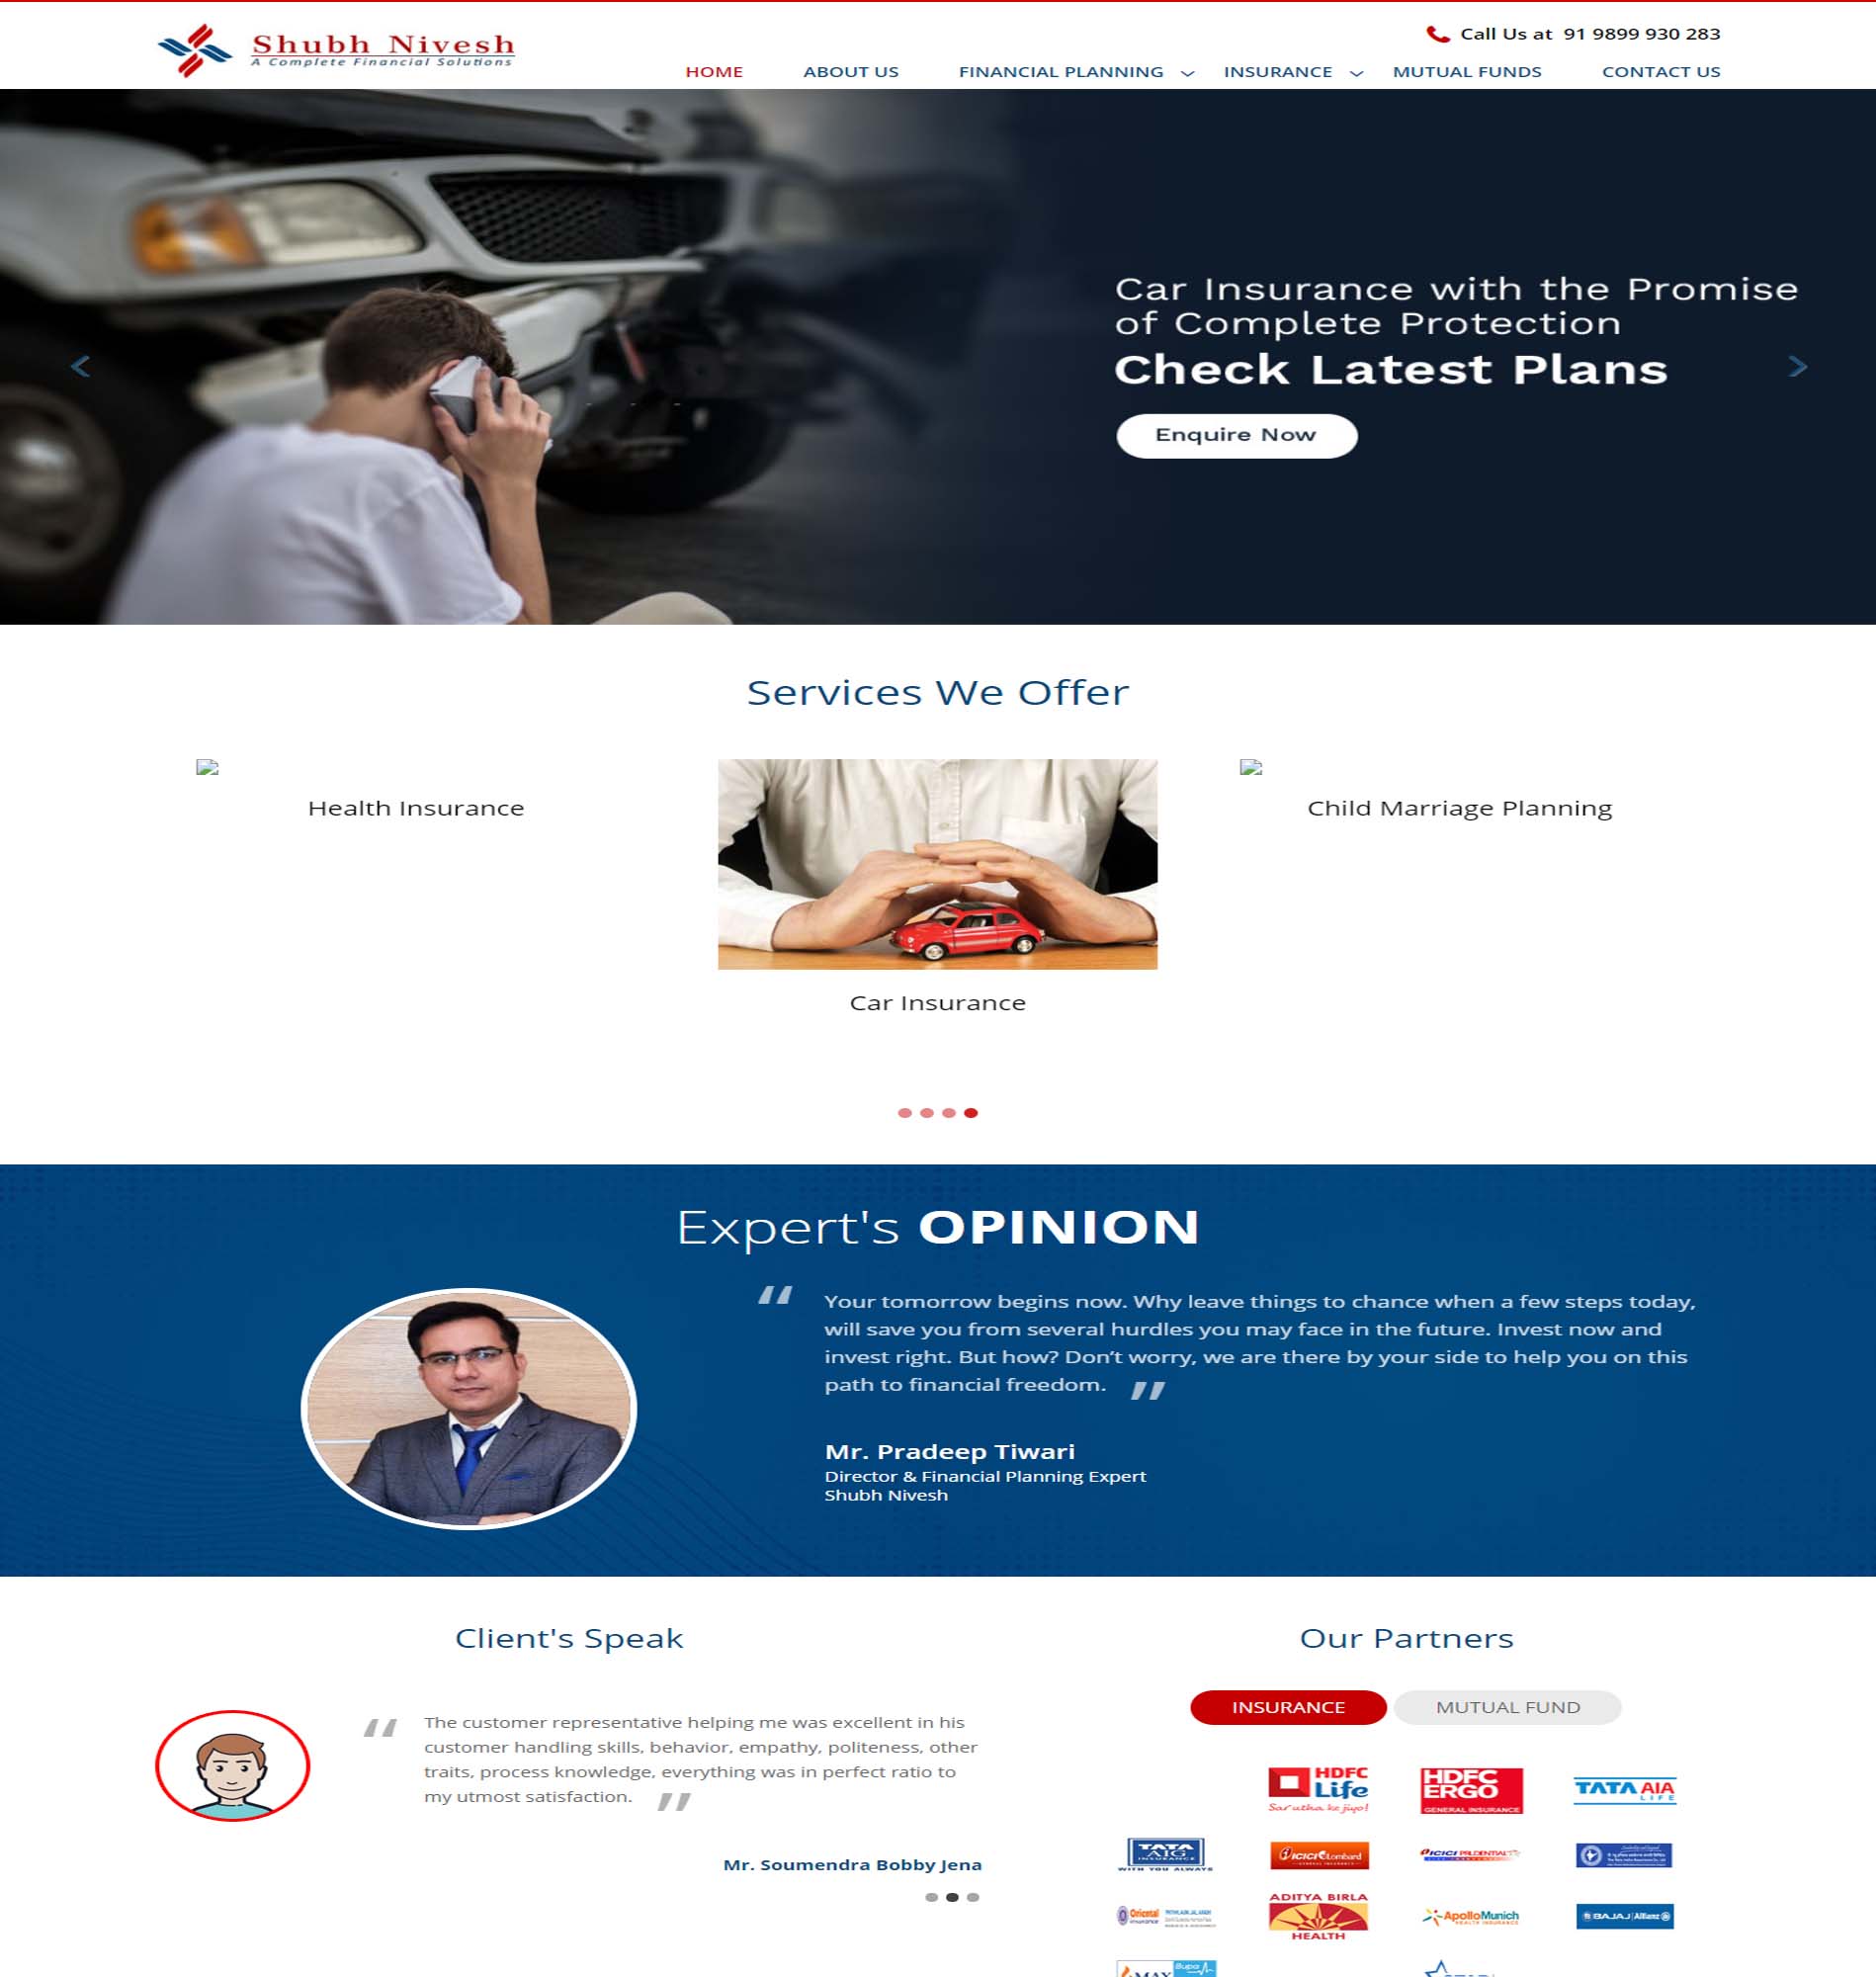 Shubh Nivesh
A Complete Financial Solutions
Call Us at 91 9899 930 283
HOME
ABOUT US
FINANCIAL PLANNING
INSURANCE
MUTUAL FUNDS
CONTACT US
Car Insurance with the Promise
of Complete Protection
Check Latest Plans
Enquire Now
Services We Offer
Health Insurance
Car Insurance
Child Marriage Planning
Expert's OPINION
Your tomorrow begins now. Why leave things to chance when a few steps today,
will save you from several hurdles you may face in the future. Invest now and
invest right. But how? Don’t worry, we are there by your side to help you on this
path to financial freedom.
Mr. Pradeep Tiwari
Director & Financial Planning Expert
Shubh Nivesh
Client's Speak
The customer representative helping me was excellent in his
customer handling skills, behavior, empathy, politeness, other
traits, process knowledge, everything was in perfect ratio to
my utmost satisfaction.
Mr. Soumendra Bobby Jena
Our Partners
INSURANCE
MUTUAL FUND
HDFC
Life
Sar utha ke jiyo!
HDFC
ERGO
GENERAL INSURANCE
TATA AIA
LIFE
TATA
AIG
INSURANCE
WITH YOU ALWAYS
ICICI Lombard
GENERAL INSURANCE
ICICI PRUDENTIAL
LIFE INSURANCE
Oriental
insurance
ADITYA BIRLA
HEALTH
ApolloMunich
HEALTH INSURANCE
BAJAJ | Allianz
MAX
Bupa